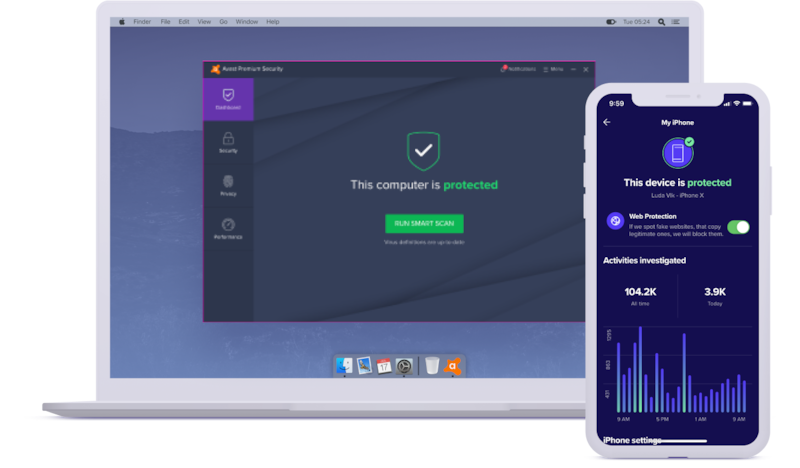 Finder File Edit View Go Window Help
Tue 05:24
Avast Premium Security
Notifications
Menu
Dashboard
Security
Privacy
Performance
This computer is protected
RUN SMART SCAN
Virus definitions are up to date
17
9:59
My iPhone
This device is protected
Luda Vlk - iPhone X
Web Protection
If we spot fake websites, that copy
legitimate ones, we will block them.
Activities investigated
104.2K
All time
3.9K
Today
1295
863
431
9 AM
5 PM
1 AM
9 AM
iPhone settings